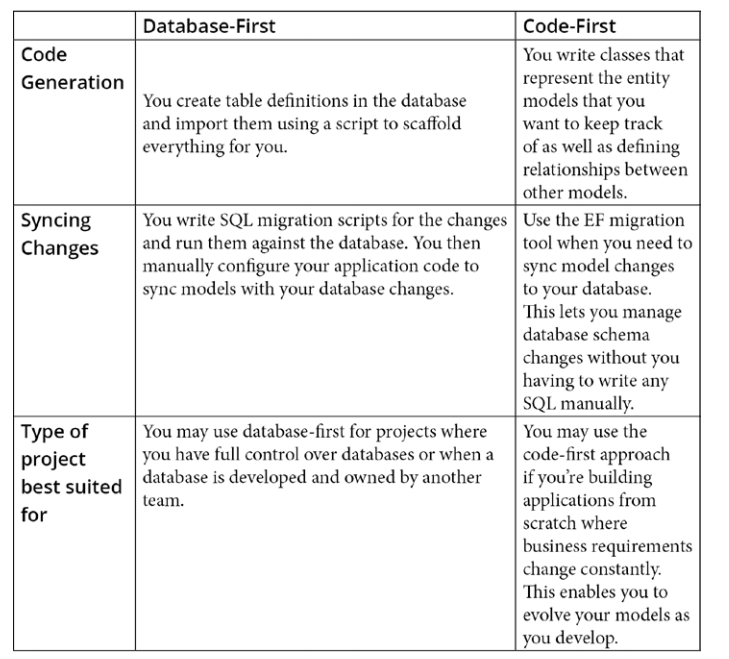 Database-First
Code-First
Code
Generation
You create table definitions in the database
and import them using a script to scaffold
everything for you.
You write classes that
represent the entity
models that you
want to keep track
of as well as defining
relationships between
other models.
Syncing
Changes
You write SQL migration scripts for the changes
and run them against the database. You then
manually configure your application code to
sync models with your database changes.
Use the EF migration
tool when you need to
sync model changes
to your database.
This lets you manage
database schema
changes without you
having to write any
SQL manually.
Type of
project
best suited
for
You may use database-first for projects where
you have full control over databases or when a
database is developed and owned by another
team.
You may use the
code-first approach
if you’re building
applications from
scratch where
business requirements
change constantly.
This enables you to
evolve your models as
you develop.